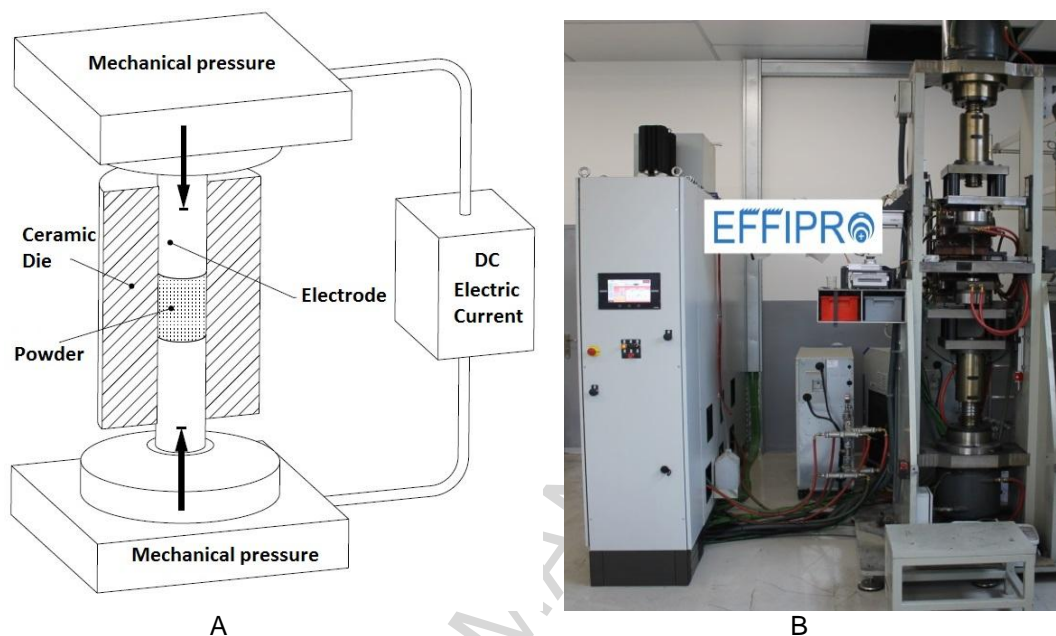 Mechanical pressure
Ceramic
Die
Electrode
Powder
DC
Electric
Current
Mechanical pressure
EFFIPRO
A
B